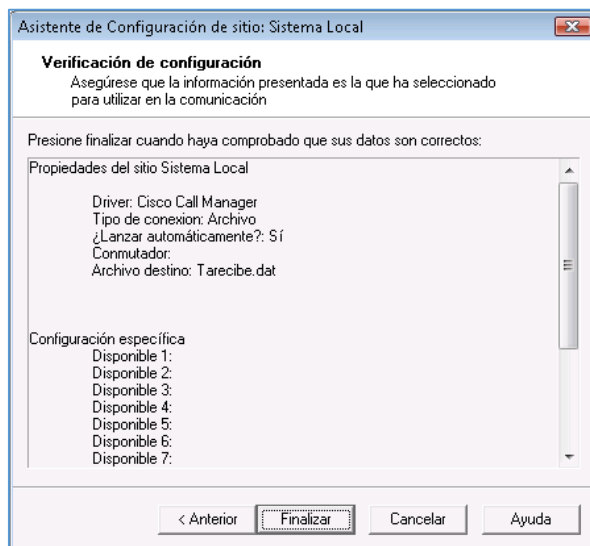 Asistente de Configuración de sitio: Sistema Local
Verificación de configuración
Asegúrese que la información presentada es la que ha seleccionado
para utilizar en la comunicación
Presione finalizar cuando haya comprobado que sus datos son correctos:
Propiedades del sitio Sistema Local
Driver: Cisco Call Manager
Tipo de conexion: Archivo
¿Lanzar automáticamente?: Sí
Conmutador:
Archivo destino: Tarecibe.dat
Configuración específica
Disponible 1:
Disponible 2:
Disponible 3:
Disponible 4:
Disponible 5:
Disponible 6:
Disponible 7:
< Anterior Finalizar Cancelar Ayuda